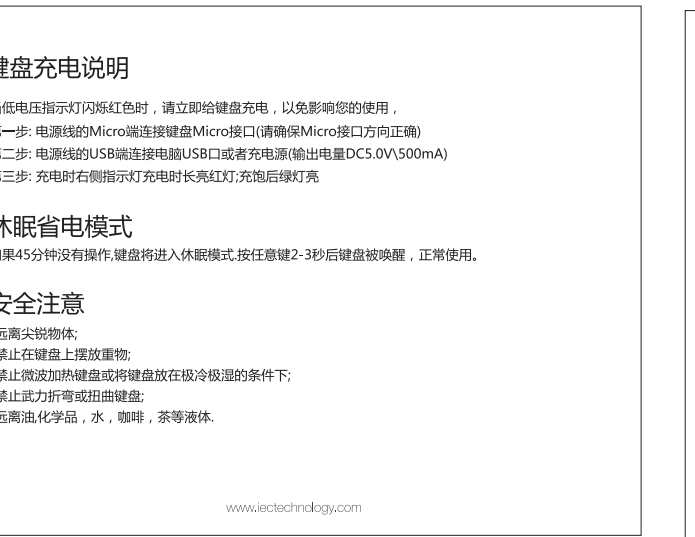 键盘充电说明
当低电压指示灯闪烁红色时，请立即给键盘充电，以免影响您的使用，
第一步: 电源线的Micro端连接键盘Micro接口(请确保Micro接口方向正确)
第二步: 电源线的USB端连接电脑USB口或者充电源(输出电量DC5.0V\500mA)
第三步: 充电时右侧指示灯充电时长亮红灯;充饱后绿灯亮
休眠省电模式
如果45分钟没有操作,键盘将进入休眠模式.按任意键2-3秒后键盘被唤醒，正常使用。
安全注意
远离尖锐物体;
禁止在键盘上摆放重物;
禁止微波加热键盘或将键盘放在极冷极湿的条件下;
禁止武力折弯或扭曲键盘;
远离油,化学品，水，咖啡，茶等液体.
www.iectechnology.com